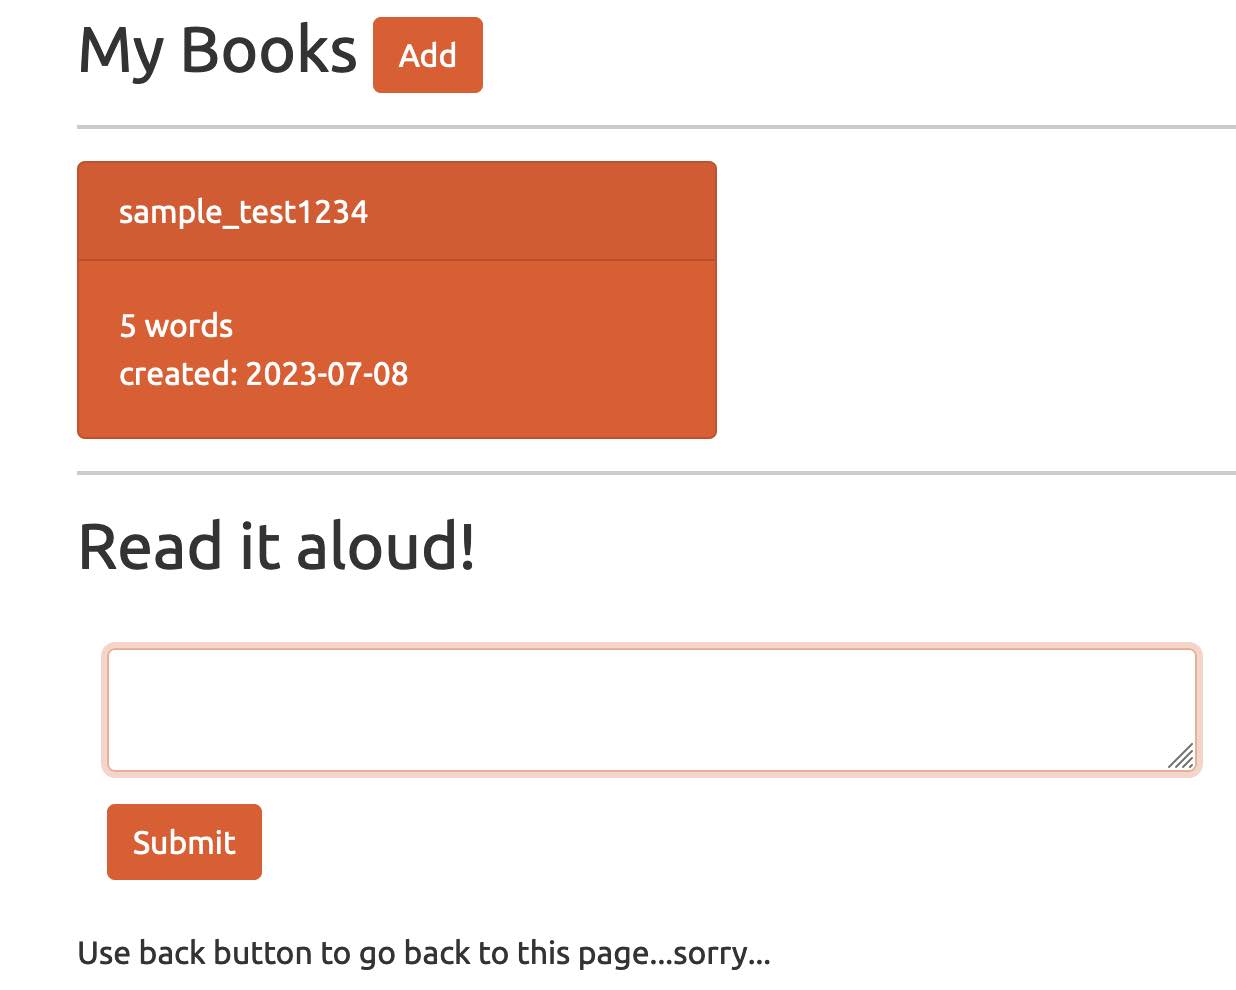 My Books Add
sample_test1234
5 words
created: 2023-07-08
Read it aloud!
Submit
Use back button to go back to this page...sorry...